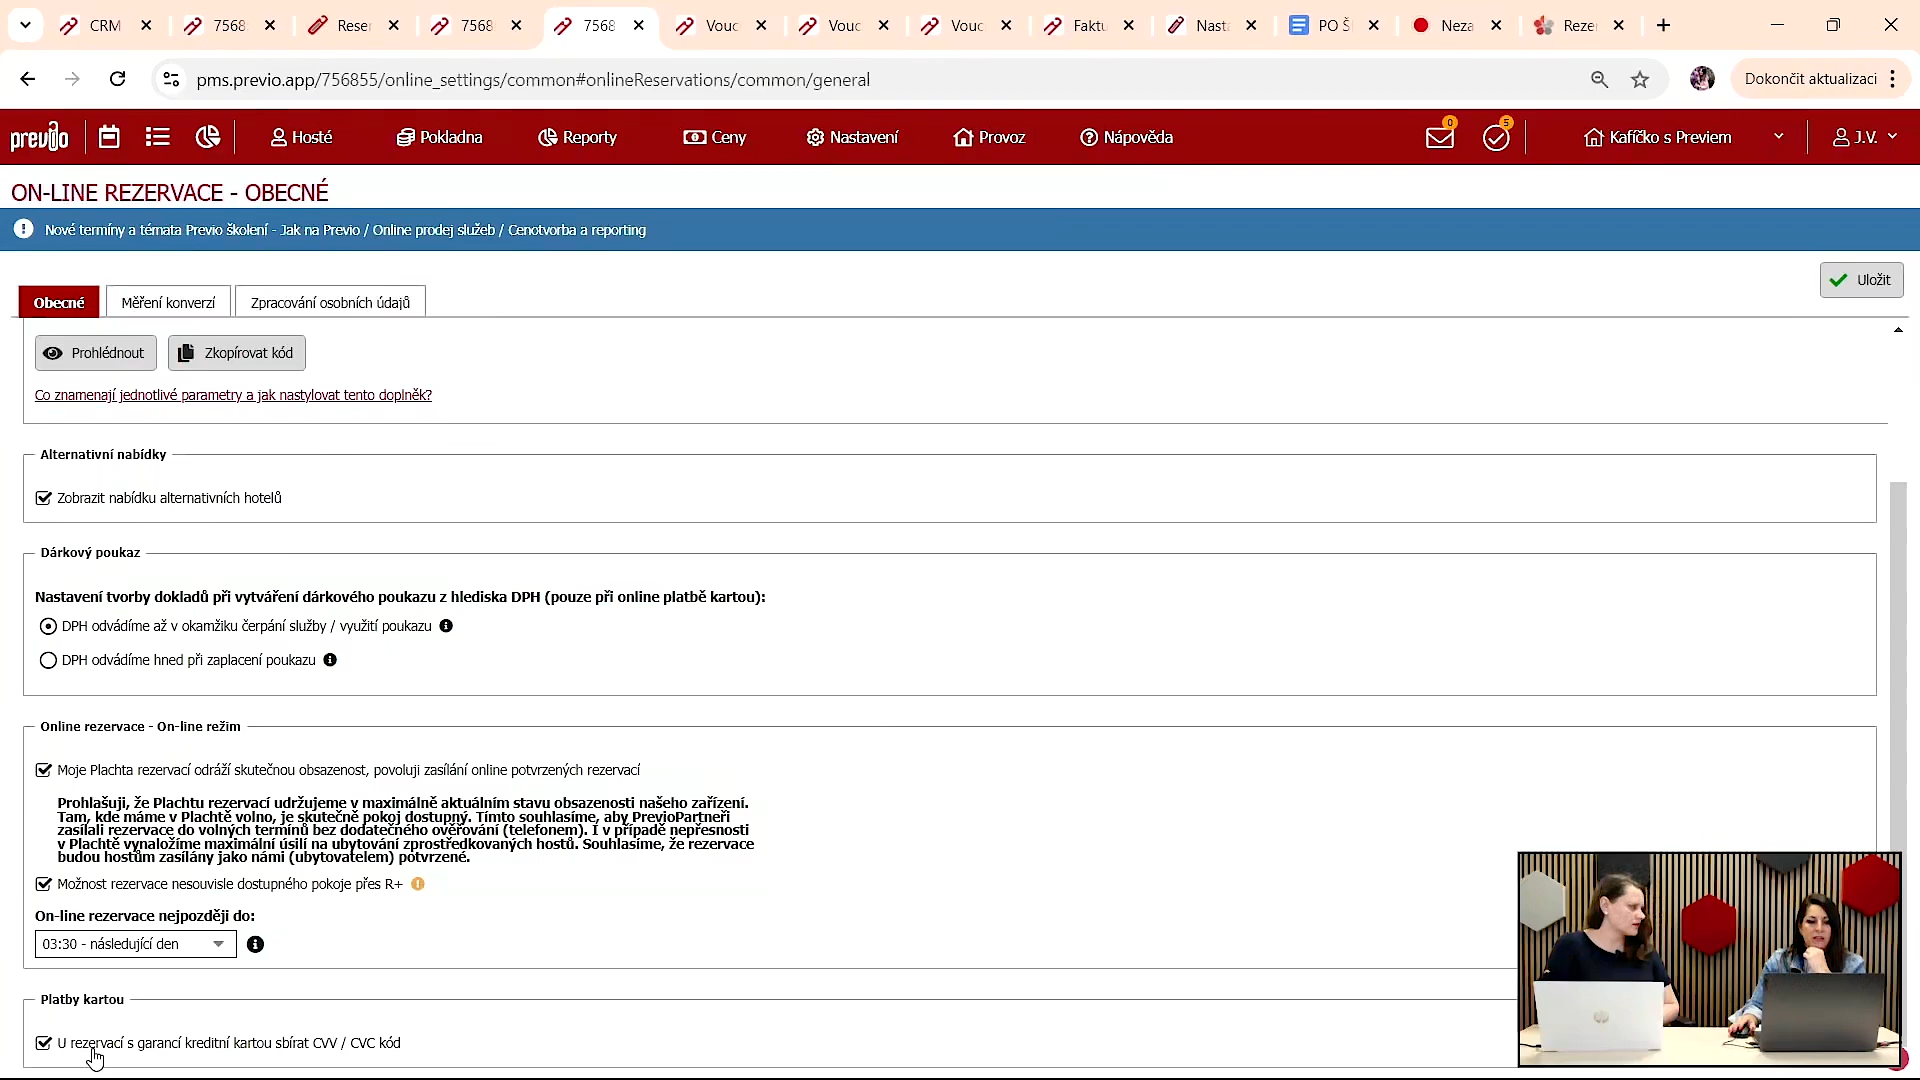 CRM
7568
Rese
7568
7568
Vouc
Vouc
Vouc
Faktu
Nasta
PO Š
Neza
Reze
pms.previo.app/756855/online_settings/common#onlineReservations/common/general
Dokončit aktualizaci
previo
Hosté
Pokladna
Reporty
Ceny
Nastavení
Provoz
Nápověda
0
5
Kafíčko s Previem
J.V.
ON-LINE REZERVACE - OBECNÉ
Nové termíny a témata Previo školení - Jak na Previo / Online prodej služeb / Cenotvorba a reporting
Uložit
Obecné
Měření konverzí
Zpracování osobních údajů
Prohlédnout
Zkopírovat kód
Co znamenají jednotlivé parametry a jak nastylovat tento doplněk?
Alternativní nabídky
Zobrazit nabídku alternativních hotelů
Dárkový poukaz
Nastavení tvorby dokladů při vytváření dárkového poukazu z hlediska DPH (pouze při online platbě kartou):
DPH odvádíme až v okamžiku čerpání služby / využití poukazu
DPH odvádíme hned při zaplacení poukazu
Online rezervace - On-line režim
Moje Plachta rezervací odráží skutečnou obsazenost, povoluji zasílání online potvrzených rezervací
Prohlašuji, že Plachtu rezervací udržujeme v maximálně aktuálním stavu obsazenosti našeho zařízení.
Tam, kde máme v Plachtě volno, je skutečně pokoj dostupný. Tímto souhlasíme, aby PrevioPartneři
zasílali rezervace do volných termínů bez dodatečného ověřování (telefonem). I v případě nepřesnosti
v Plachtě vynaložíme maximální úsilí na ubytování zprostředkovaných hostů. Souhlasíme, že rezervace
budou hostům zasílány jako námi (ubytovatelem) potvrzené.
Možnost rezervace nesouvisle dostupného pokoje přes R+
On-line rezervace nejpozději do:
03:30 - následující den
Platby kartou
U rezervací s garancí kreditní kartou sbírat CVV / CVC kód